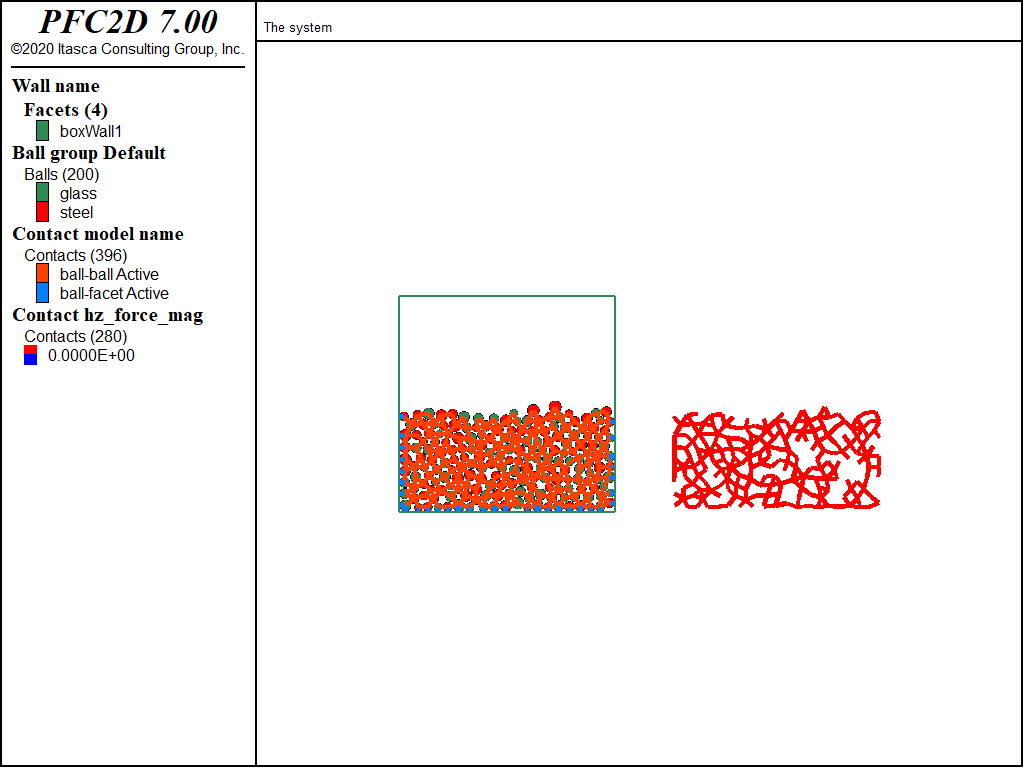 PFC2D 7.00
©2020 Itasca Consulting Group, Inc.
The system
Wall name
Facets (4)
boxWall1
Ball group Default
Balls (200)
glass
steel
Contact model name
Contacts (396)
ball-ball Active
ball-facet Active
Contact hz_force_mag
Contacts (280)
0.0000E+00